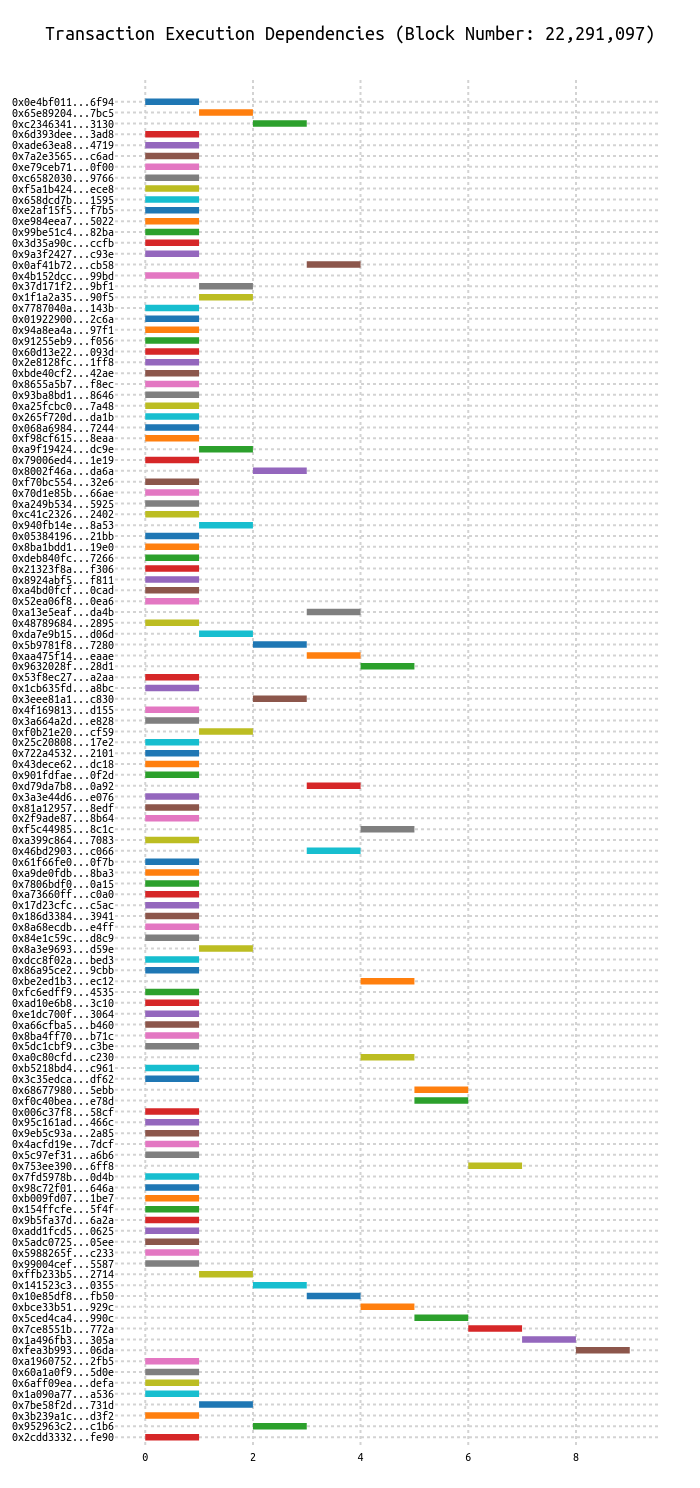 Transaction Execution Dependencies (Block Number: 22,291,097)
0x0e4bf011...6f94
0x65e89204...7bc5
0xc2346341...3130
0x6d393dee...3ad8
0xade63ea8...4719
0x7a2e3565...c6ad
0xe79ceb71...0f00
0xc6582030...9766
0xf5a1b424...ece8
0x658dcd7b...1595
0xe2af15f5...f7b5
0xe984eea7...5022
0x99be51c4...82ba
0x3d35a90c...ccfb
0x9a3f2427...c93e
0x0af41b72...cb58
0x4b152dcc...99bd
0x37d171f2...9bf1
0x1f1a2a35...90f5
0x7787040a...143b
0x01922900...2c6a
0x94a8ea4a...97f1
0x91255eb9...f056
0x60d13e22...093d
0x2e8128fc...1ff8
0xbde40cf2...42ae
0x8655a5b7...f8ec
0x93ba8bd1...8646
0xa25fcbc0...7a48
0x265f720d...da1b
0x068a6984...7244
0xf98cf615...8eaa
0xa9f19424...dc9e
0x79006ed4...1e19
0x8002f46a...da6a
0xf70bc554...32e6
0x70d1e85b...66ae
0xa249b534...5925
0xc41c2326...2402
0x940fb14e...8a53
0x05384196...21bb
0x8ba1bdd1...19e0
0xdeb840fc...7266
0x21323f8a...f306
0x8924abf5...f811
0xa4bd0fcf...0cad
0x52ea06f8...0ea6
0xa13e5eaf...da4b
0x48789684...2895
0xda7e9b15...d06d
0x5b9781f8...7280
0xaa475f14...eaae
0x9632028f...28d1
0x53f8ec27...a2aa
0x1cb635fd...a8bc
0x3eee81a1...c830
0x4f169813...d155
0x3a664a2d...e828
0xf0b21e20...cf59
0x25c20808...17e2
0x722a4532...2101
0x43dece62...dc18
0x901fdfae...0f2d
0xd79da7b8...0a92
0x3a3e44d6...e076
0x81a12957...8edf
0x2f9ade87...8b64
0xf5c44985...8c1c
0xa399c864...7083
0x46bd2903...c066
0x61f66fe0...0f7b
0xa9de0fdb...8ba3
0x7806bdf0...0a15
0xa73660ff...c0a0
0x17d23cfc...c5ac
0x186d3384...3941
0x8a68ecdb...e4ff
0x84e1c59c...d8c9
0x8a3e9693...d59e
0xdcc8f02a...bed3
0x86a95ce2...9cbb
0xbe2ed1b3...ec12
0xfc6edff9...4535
0xad10e6b8...3c10
0xe1dc700f...3064
0xa66cfba5...b460
0x8ba4ff70...b71c
0x5dc1cbf9...c3be
0xa0c80cfd...c230
0xb5218bd4...c961
0x3c35edca...df62
0x68677980...5ebb
0xf0c40bea...e78d
0x006c37f8...58cf
0x95c161ad...466c
0x9eb5c93a...2a85
0x4acfd19e...7dcf
0x5c97ef31...a6b6
0x753ee390...6ff8
0x7fd5978b...0d4b
0x98c72f01...646a
0xb009fd07...1be7
0x154ffcfe...5f4f
0x9b5fa37d...6a2a
0xadd1fcd5...0625
0x5adc0725...05ee
0x5988265f...c233
0x99004cef...5587
0xffb233b5...2714
0x141523c3...0355
0x10e85df8...fb50
0xbce33b51...929c
0x5ced4ca4...990c
0x7ce8551b...772a
0x1a496fb3...305a
0xfea3b993...06da
0xa1960752...2fb5
0x60a1a0f9...5d0e
0x6aff09ea...defa
0x1a090a77...a536
0x7be58f2d...731d
0x3b239a1c...d3f2
0x952963c2...c1b6
0x2cdd3332...fe90
0 2 4 6 8